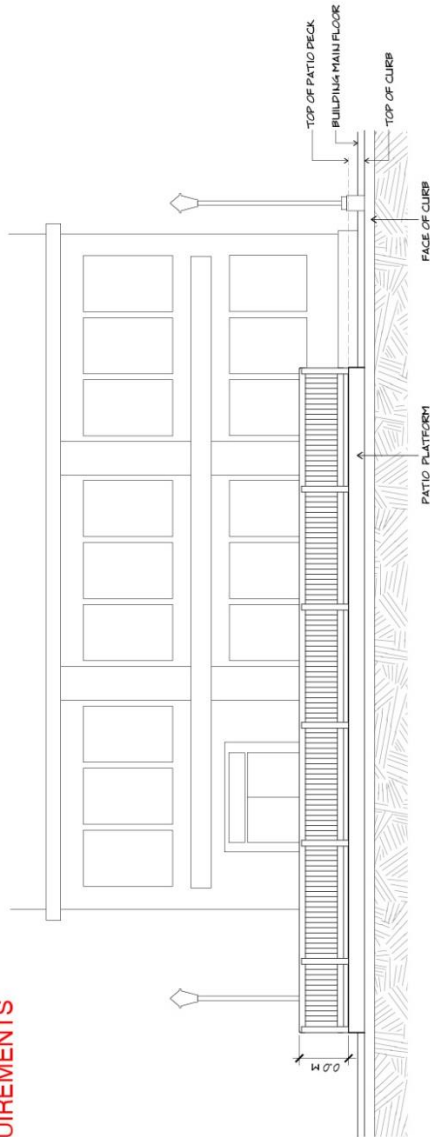 UIREMENTS
TOP OF PATIO DECK
BUILDING MAIN FLOOR
TOP OF CURB
FACE OF CURB
PATIO PLATFORM
0.0 M